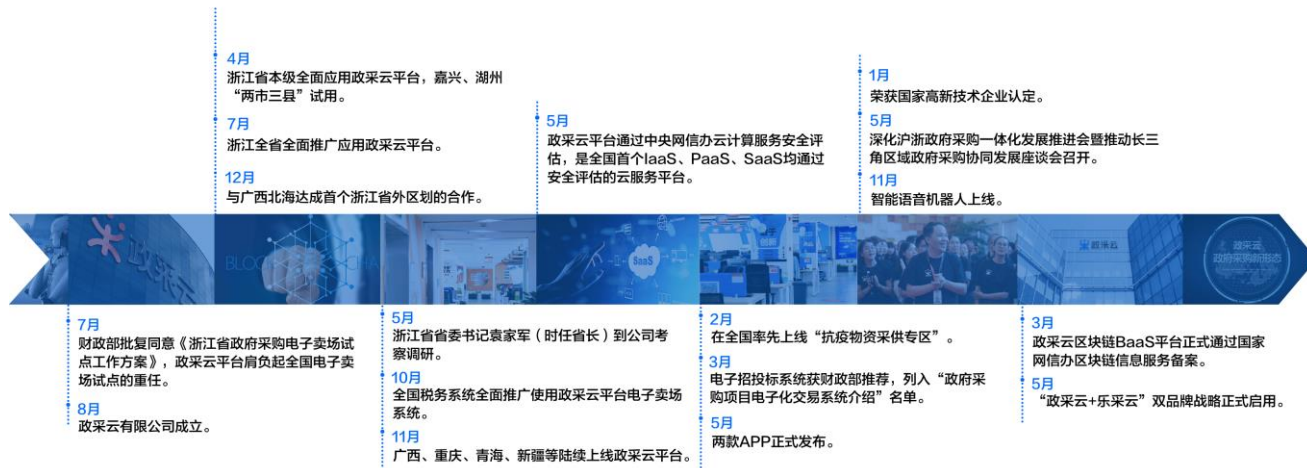 4月
浙江省本级全面应用政采云平台，嘉兴、湖州
“两市三县”试用。
7月
浙江全省全面推广应用政采云平台。
12月
与广西北海达成首个浙江省外区划的合作。
5月
政采云平台通过中央网信办云计算服务安全评
估，是全国首个IaaS、PaaS、SaaS均通过
安全评估的云服务平台。
1月
荣获国家高新技术企业认定。
5月
深化沪浙政府采购一体化发展推进会暨推动长三
角区域政府采购协同发展座谈会召开。
11月
智能语音机器人上线。
政采云
BLOC
CHA
SaaS
政采云
政采云
政府采购新形态
7月
财政部批复同意《浙江省政府采购电子卖场试
点工作方案》，政采云平台肩负起全国电子卖
场试点的重任。
8月
政采云有限公司成立。
5月
浙江省省委书记袁家军（时任省长）到公司考
察调研。
10月
全国税务系统全面推广使用政采云平台电子卖场
系统。
11月
广西、重庆、青海、新疆等陆续上线政采云平台。
2月
在全国率先上线“抗疫物资采供专区”。
3月
电子招投标系统获财政部推荐，列入“政府采
购项目电子化交易系统介绍”名单。
5月
两款APP正式发布。
3月
政采云区块链BaaS平台正式通过国家
网信办区块链信息服务备案。
5月
“政采云+乐采云”双品牌战略正式启用。